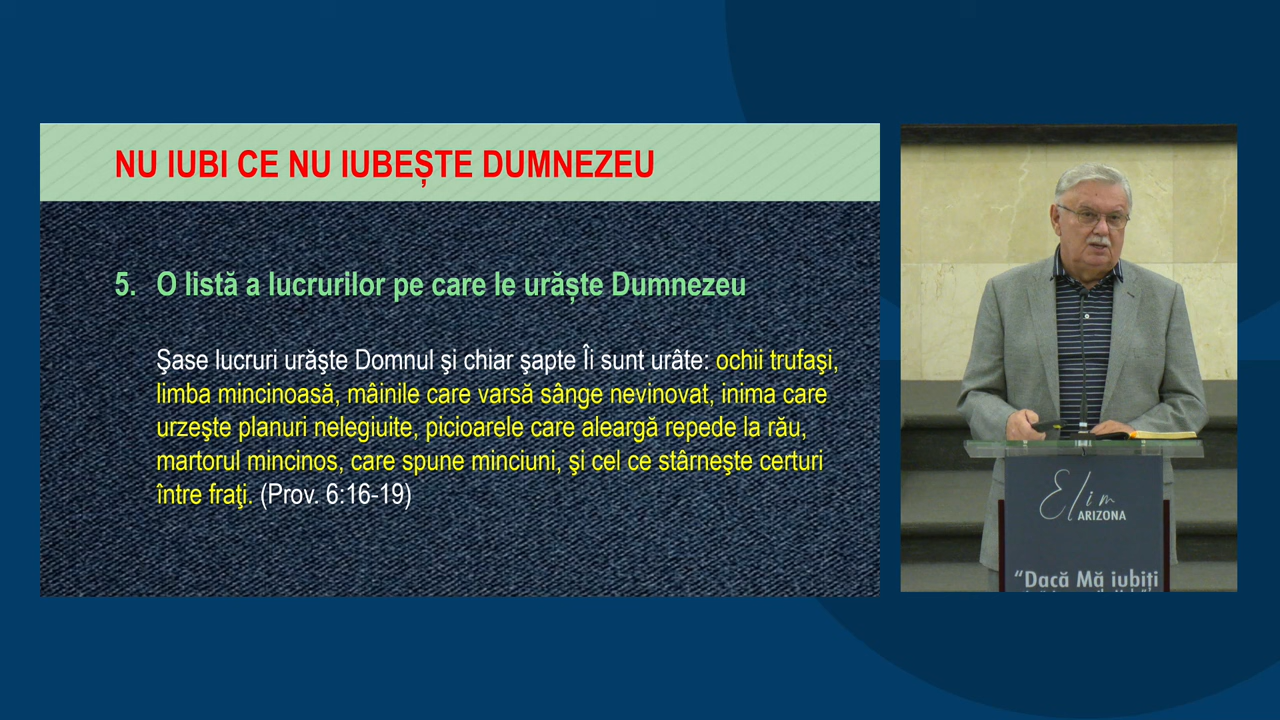 NU IUBI CE NU IUBEȘTE DUMNEZEU
5. O listă a lucrurilor pe care le urăște Dumnezeu
Şase lucruri urăşte Domnul şi chiar şapte Îi sunt urâte: ochii trufaşi,
limba mincinoasă, mâinile care varsă sânge nevinovat, inima care
urzeşte planuri nelegiuite, picioarele care aleargă repede la rău,
martorul mincinos, care spune minciuni, şi cel ce stârneşte certuri
între fraţi. (Prov. 6:16-19)
Elim
ARIZONA
“Dacă Mă iubiți